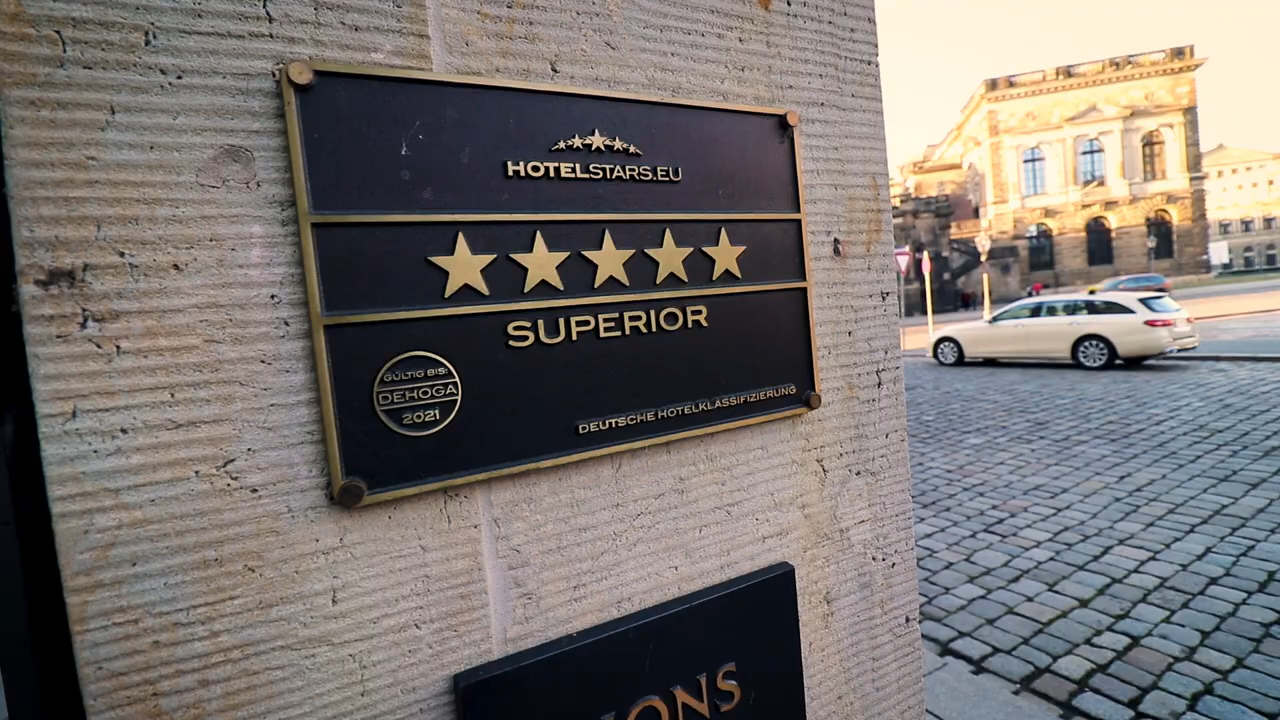 HOTELSTARS.EU
SUPERIOR
GÜLTIG BIS:
DEHOGA
2021
DEUTSCHE HOTELKLASSIFIZIERUNG